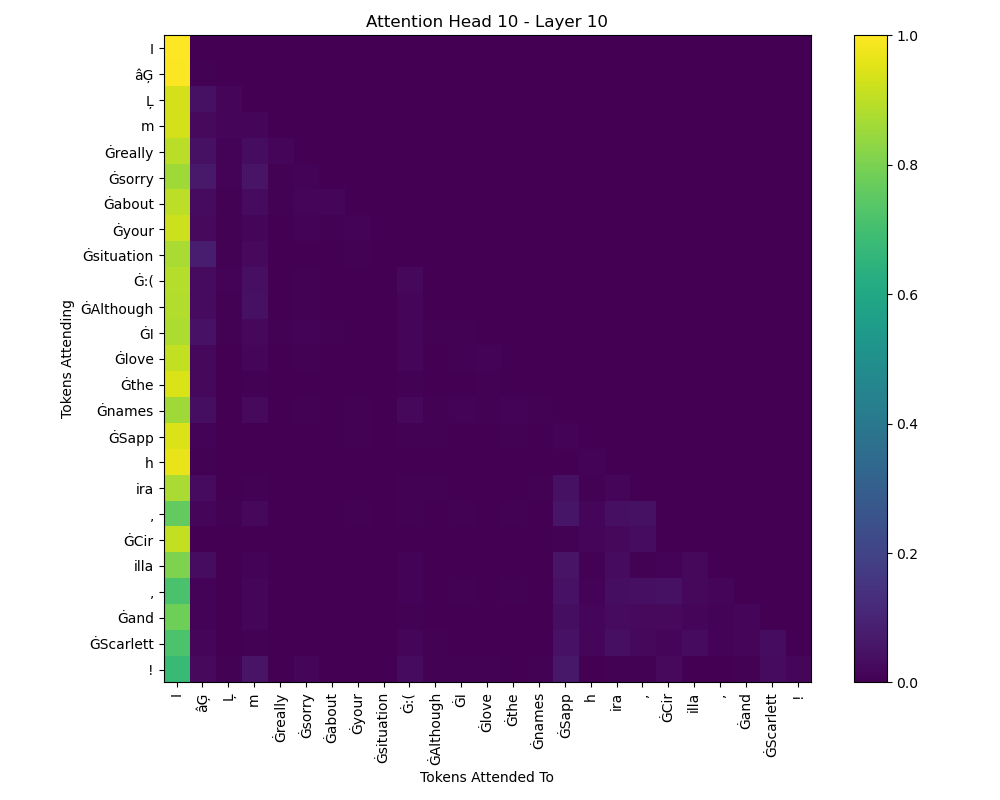 Attention Head 10 - Layer 10
Tokens Attending
I
âĢ
Ļ
m
Ġreally
Ġsorry
Ġabout
Ġyour
Ġsituation
Ġ:(
ĠAlthough
ĠI
Ġlove
Ġthe
Ġnames
ĠSapp
h
ira
,
ĠCir
illa
,
Ġand
ĠScarlett
!
I
âĢ
Ļ
m
Ġreally
Ġsorry
Ġabout
Ġyour
Ġsituation
Ġ:(
ĠAlthough
ĠI
Ġlove
Ġthe
Ġnames
ĠSapp
h
ira
,
ĠCir
illa
,
Ġand
ĠScarlett
!
Tokens Attended To
1.0
0.8
0.6
0.4
0.2
0.0